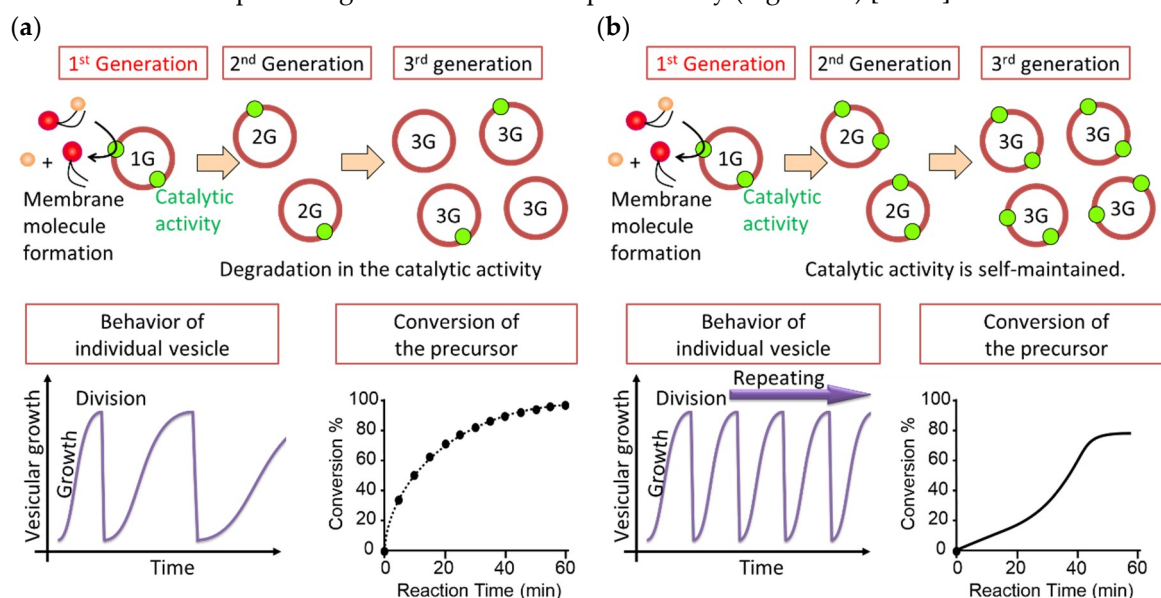 (a)
1st Generation
2nd Generation
3rd generation
1G
2G
2G
3G
3G
3G
3G
+
Membrane
molecule
formation
Catalytic
activity
Degradation in the catalytic activity
Behavior of
individual vesicle
Vesicular growth
Growth
Division
Time
Conversion of
the precursor
Conversion %
100
80
60
40
20
0
0
20
40
60
Reaction Time (min)
(b)
1st Generation
2nd Generation
3rd generation
1G
2G
2G
3G
3G
3G
3G
+
Membrane
molecule
formation
Catalytic
activity
Catalytic activity is self-maintained.
Behavior of
individual vesicle
Vesicular growth
Growth
Division
Repeating
Time
Conversion of
the precursor
Conversion %
100
80
60
40
20
0
0
20
40
60
Reaction Time (min)